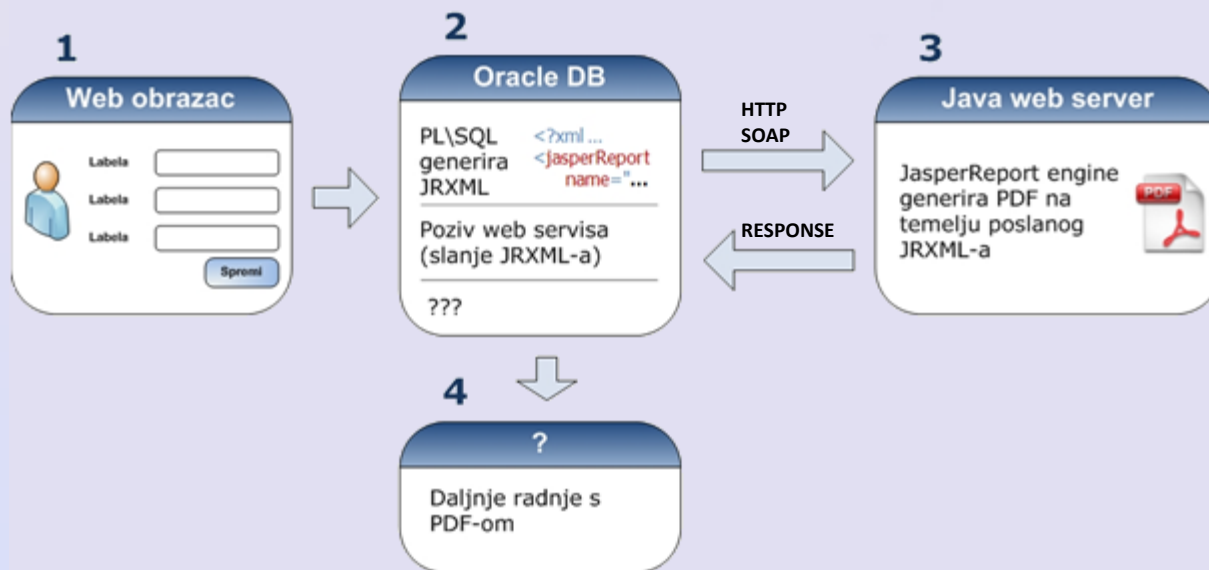 1
Web obrazac
Labela
Labela
Labela
Spremi
2
Oracle DB
PL\SQL
generira
JRXML
<?xml ...
<jasperReport
name="...
Poziv web servisa
(slanje JRXML-a)
???
HTTP
SOAP
RESPONSE
3
Java web server
JasperReport engine
generira PDF na
temelju poslanog
JRXML-a
PDF
4
?
Daljnje radnje s
PDF-om